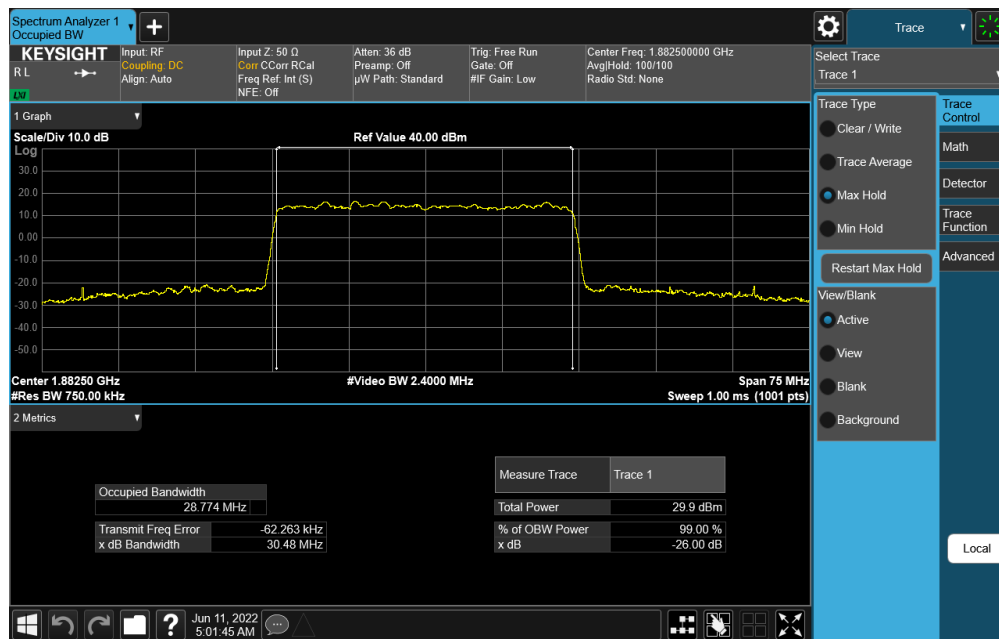 Spectrum Analyzer 1
Occupied BW
Trace
KEYSIGHT
R L
LXI
Input: RF
Coupling: DC
Align: Auto
Input Z: 50 Ω
Corr CCorr RCal
Freq Ref: Int (S)
NFE: Off
Atten: 36 dB
Preamp: Off
µW Path: Standard
Trig: Free Run
Gate: Off
#IF Gain: Low
Center Freq: 1.882500000 GHz
Avg|Hold: 100/100
Radio Std: None
Select Trace
Trace 1
1 Graph
Scale/Div 10.0 dB
Ref Value 40.00 dBm
Log
30.0
20.0
10.0
0.00
-10.0
-20.0
-30.0
-40.0
-50.0
Center 1.88250 GHz
#Video BW 2.4000 MHz
Span 75 MHz
#Res BW 750.00 kHz
Sweep 1.00 ms (1001 pts)
Trace Type
Clear / Write
Trace Average
Max Hold
Min Hold
Restart Max Hold
View/Blank
Active
View
Blank
Background
Trace
Control
Math
Detector
Trace
Function
Advanced
Local
2 Metrics
Occupied Bandwidth
28.774 MHz
Transmit Freq Error -62.263 kHz
x dB Bandwidth 30.48 MHz
Measure Trace Trace 1
Total Power 29.9 dBm
% of OBW Power 99.00 %
x dB -26.00 dB
Jun 11, 2022
5:01:45 AM